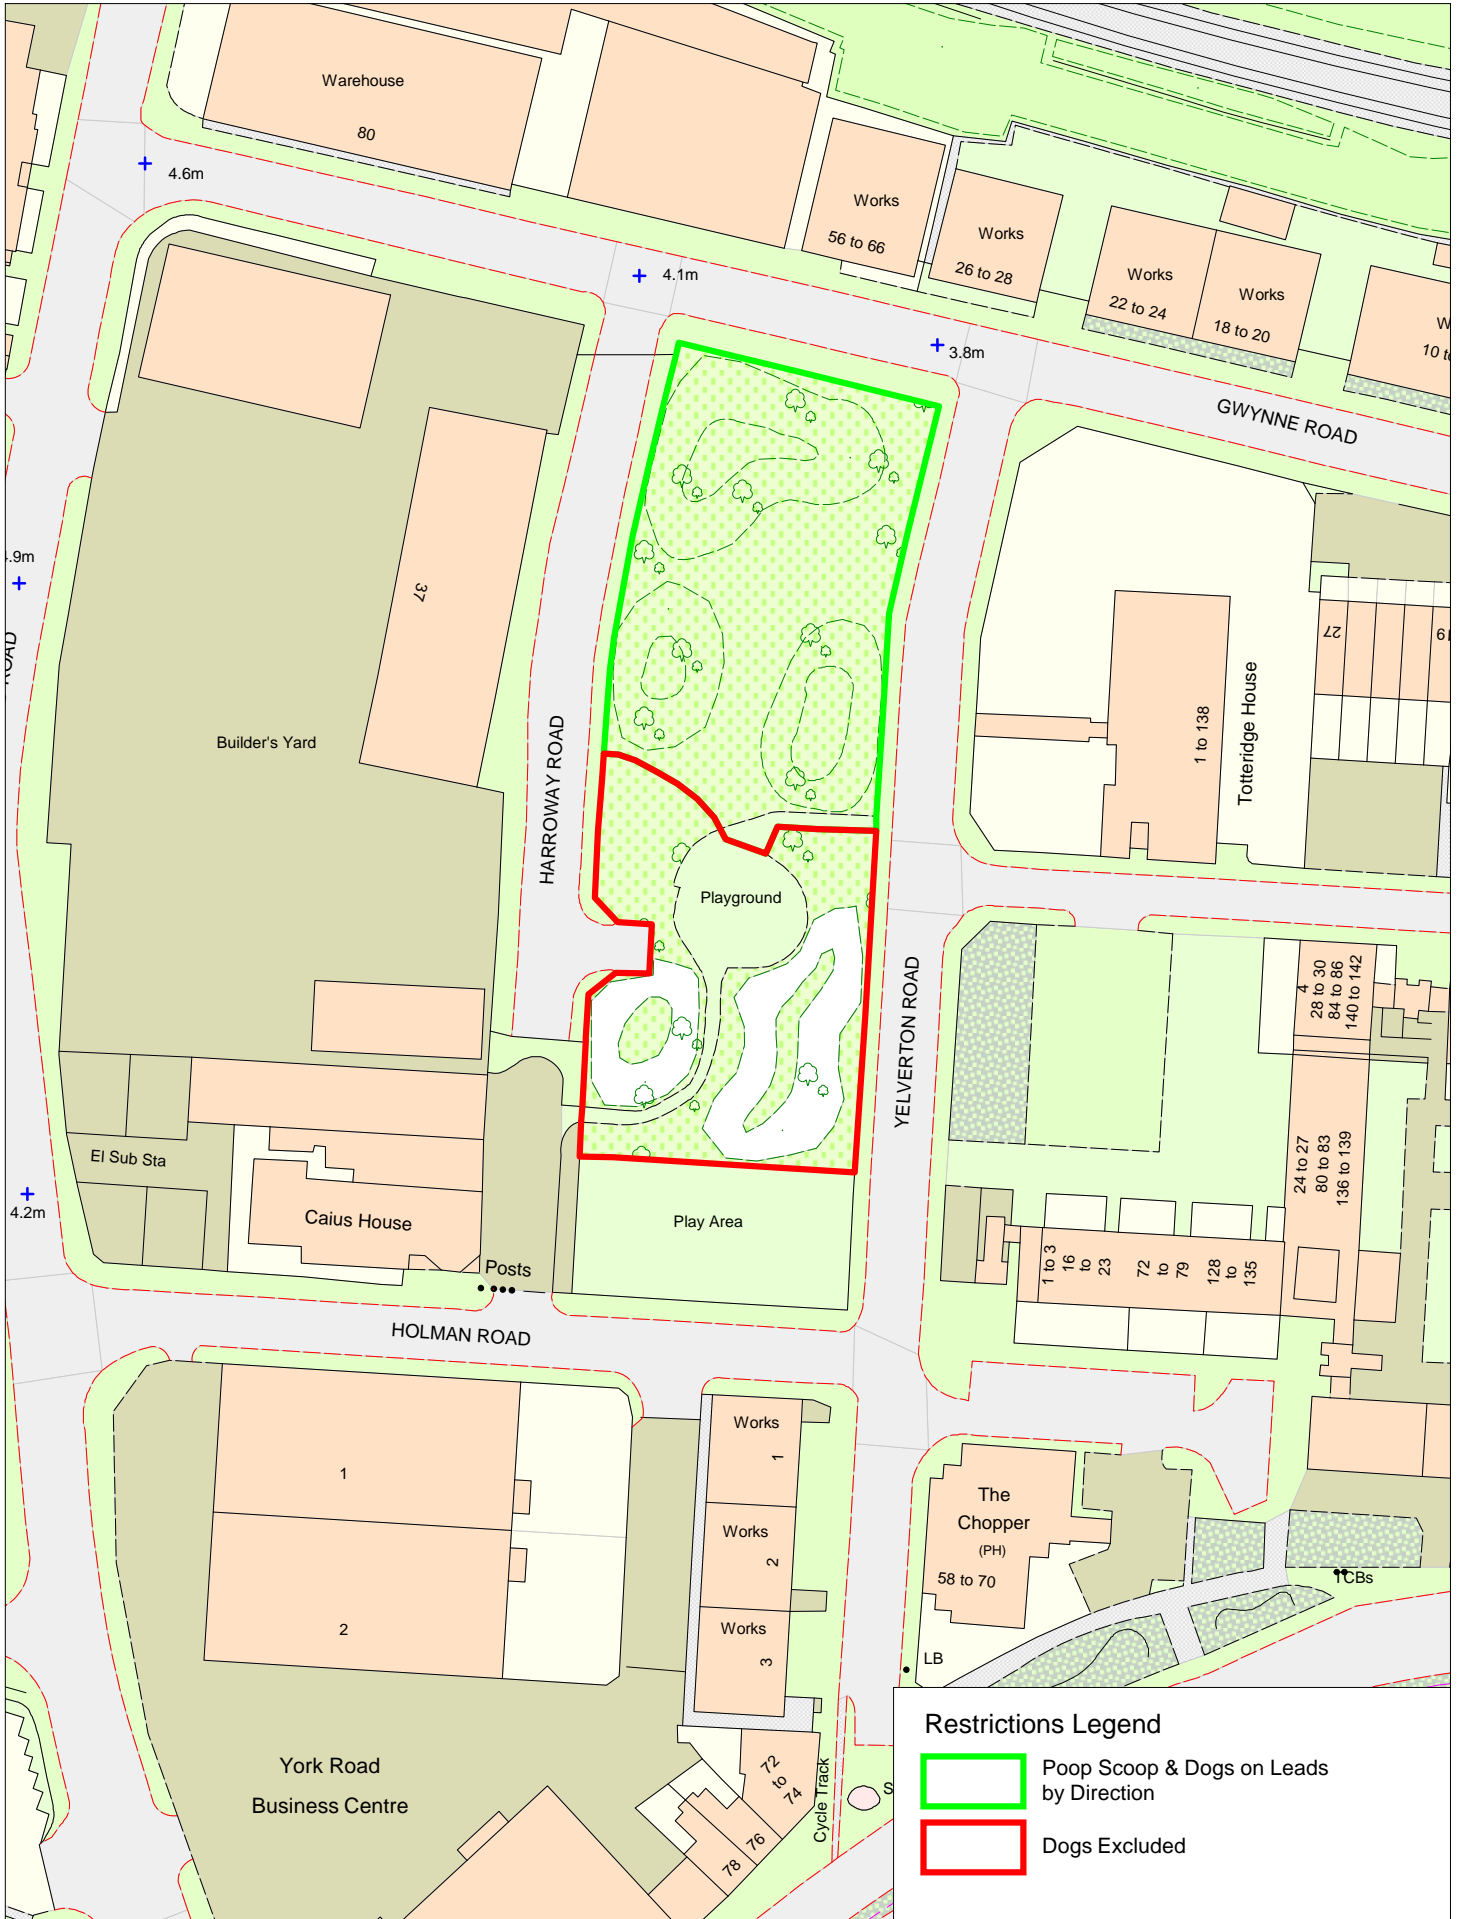 Warehouse
80
4.6m
Works
56 to 66
Works
26 to 28
4.1m
Works
22 to 24
Works
18 to 20
3.8m
GWYNNE ROAD
37
27
19
Builder's Yard
HARROWAY ROAD
1 to 138
Totteridge House
Playground
YELVERTON ROAD
4
28 to 30
84 to 86
140 to 142
24 to 27
80 to 83
136 to 139
El Sub Sta
4.2m
Caius House
Play Area
Posts
1 to 3
16
to
23
72
to
79
128
to
135
HOLMAN ROAD
1
2
Works
1
Works
2
Works
3
The
Chopper
(PH)
58 to 70
TCBs
LB
York Road
Business Centre
72
to
74
76
78
Cycle Track
Restrictions Legend
Poop Scoop & Dogs on Leads
by Direction
Dogs Excluded
ROAD